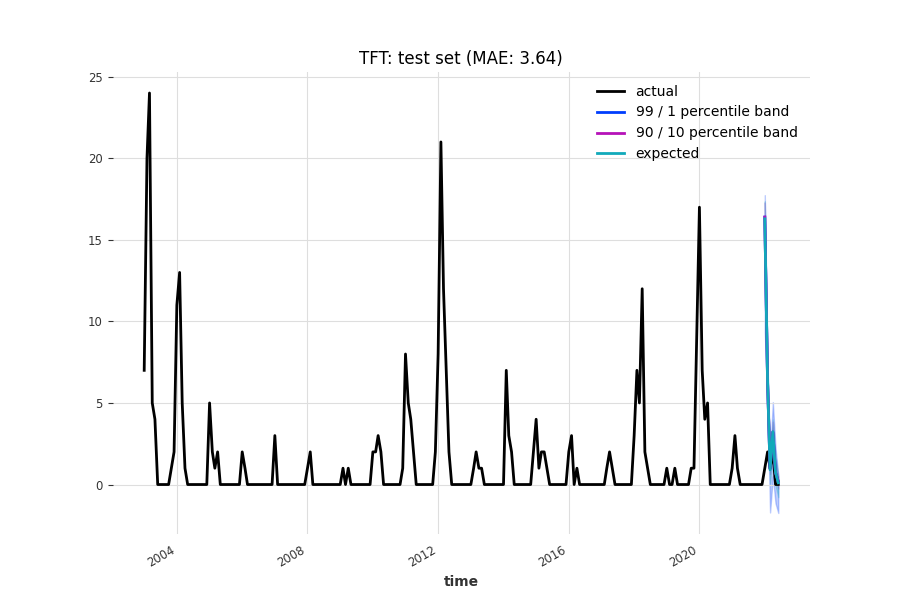 TFT: test set (MAE: 3.64)
actual
99 / 1 percentile band
90 / 10 percentile band
expected
25
20
15
10
5
0
2004
2008
2012
2016
2020
time